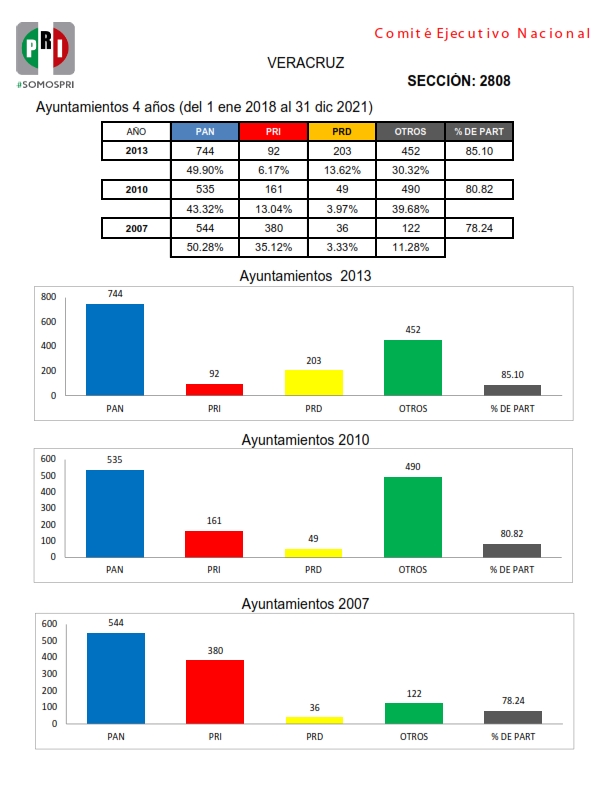 Comité Ejecutivo Nacional
PRI
#SOMOSPRI
VERACRUZ
SECCIÓN: 2808
Ayuntamientos 4 años (del 1 ene 2018 al 31 dic 2021)
AÑO PAN PRI PRD OTROS % DE PART
2013 744 92 203 452 85.10
49.90% 6.17% 13.62% 30.32%
2010 535 161 49 490 80.82
43.32% 13.04% 3.97% 39.68%
2007 544 380 36 122 78.24
50.28% 35.12% 3.33% 11.28%
Ayuntamientos 2013
800
600
400
200
0
744 92 203 452 85.10
PAN PRI PRD OTROS % DE PART
Ayuntamientos 2010
600
500
400
300
200
100
0
535 161 49 490 80.82
PAN PRI PRD OTROS % DE PART
Ayuntamientos 2007
600
500
400
300
200
100
0
544 380 36 122 78.24
PAN PRI PRD OTROS % DE PART